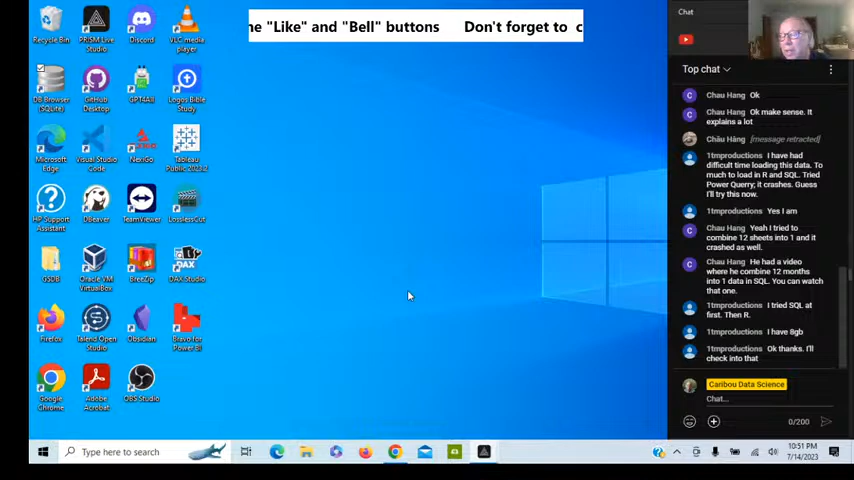 ne "Like" and "Bell" buttons Don't forget to c
Recycle Bin
PRISM Live
Studio
Discord
VLC media
player
DB Browser
(SQLite)
GitHub
Desktop
GPT4All
Logos Bible
Study
Microsoft
Edge
Visual Studio
Code
Tableau
Public 2023.2
HP Support
Assistant
DBeaver
TeamViewer
LosslessCut
GSDB
Oracle VM
VirtualBox
BreeZip
DAX Studio
Firefox
Talend Open
Studio
Obsidian
Bravo for
Power BI
Google
Chrome
Adobe
Acrobat
OBS Studio
Type here to search
Chat
Top chat
Chau Hang Ok
Chau Hang Ok make sense. It
explains a lot
Châu Hằng [message retracted]
1tmproductions I have had
difficult time loading this data. To
much to load in R and SQL. Tried
Power Querry; it crashes. Guess
I'll try this now.
1tmproductions Yes I am
Chau Hang Yeah I tried to
combine 12 sheets into 1 and it
crashed as well.
Chau Hang He had a video
where he combine 12 months
into 1 data in SQL. You can watch
that one.
1tmproductions I tried SQL at
first. Then R.
1tmproductions I have 8gb
1tmproductions Ok thanks. I'll
check into that
Caribou Data Science
Chat...
0/200
10:51 PM
7/14/2023